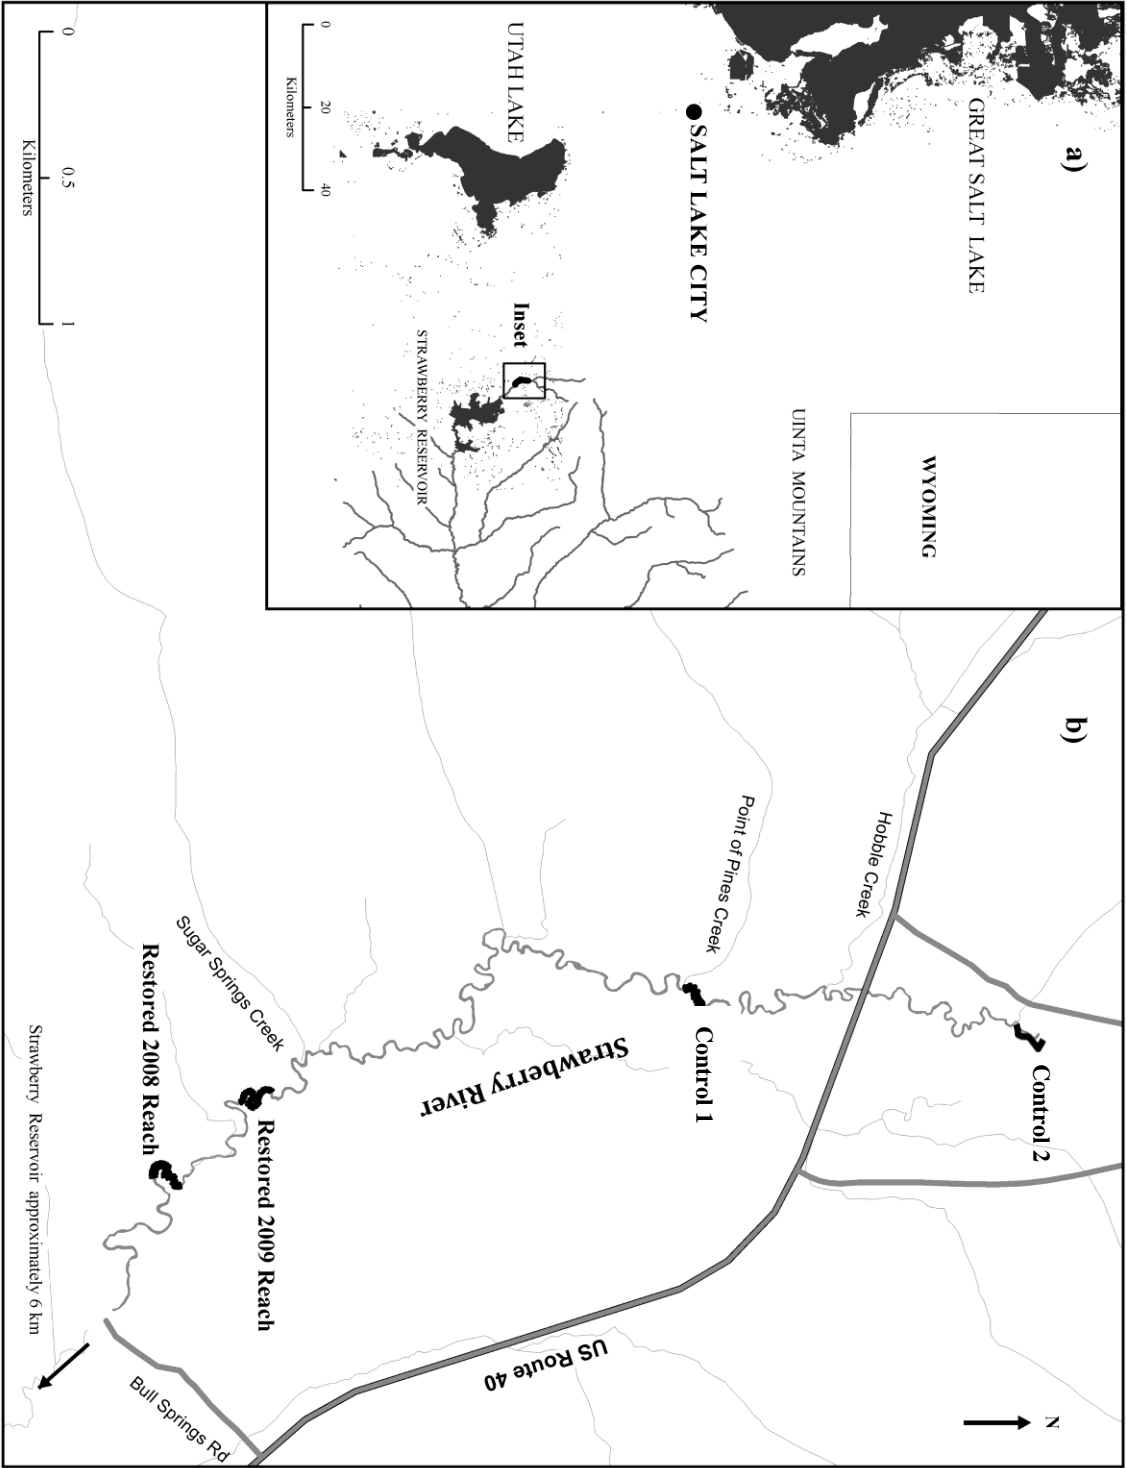 a)
GREAT SALT LAKE
WYOMING
UINTA MOUNTAINS
SALT LAKE CITY
UTAH LAKE
Inset
STRAWBERRY RESERVOIR
0 20 40
Kilometers
b)
N
Control 2
Hobble Creek
Point of Pines Creek
Control 1
Strawberry River
US Route 40
Sugar Springs Creek
Restored 2009 Reach
Restored 2008 Reach
Bull Springs Rd
Strawberry Reservoir approximately 6 km
0 0.5 1
Kilometers